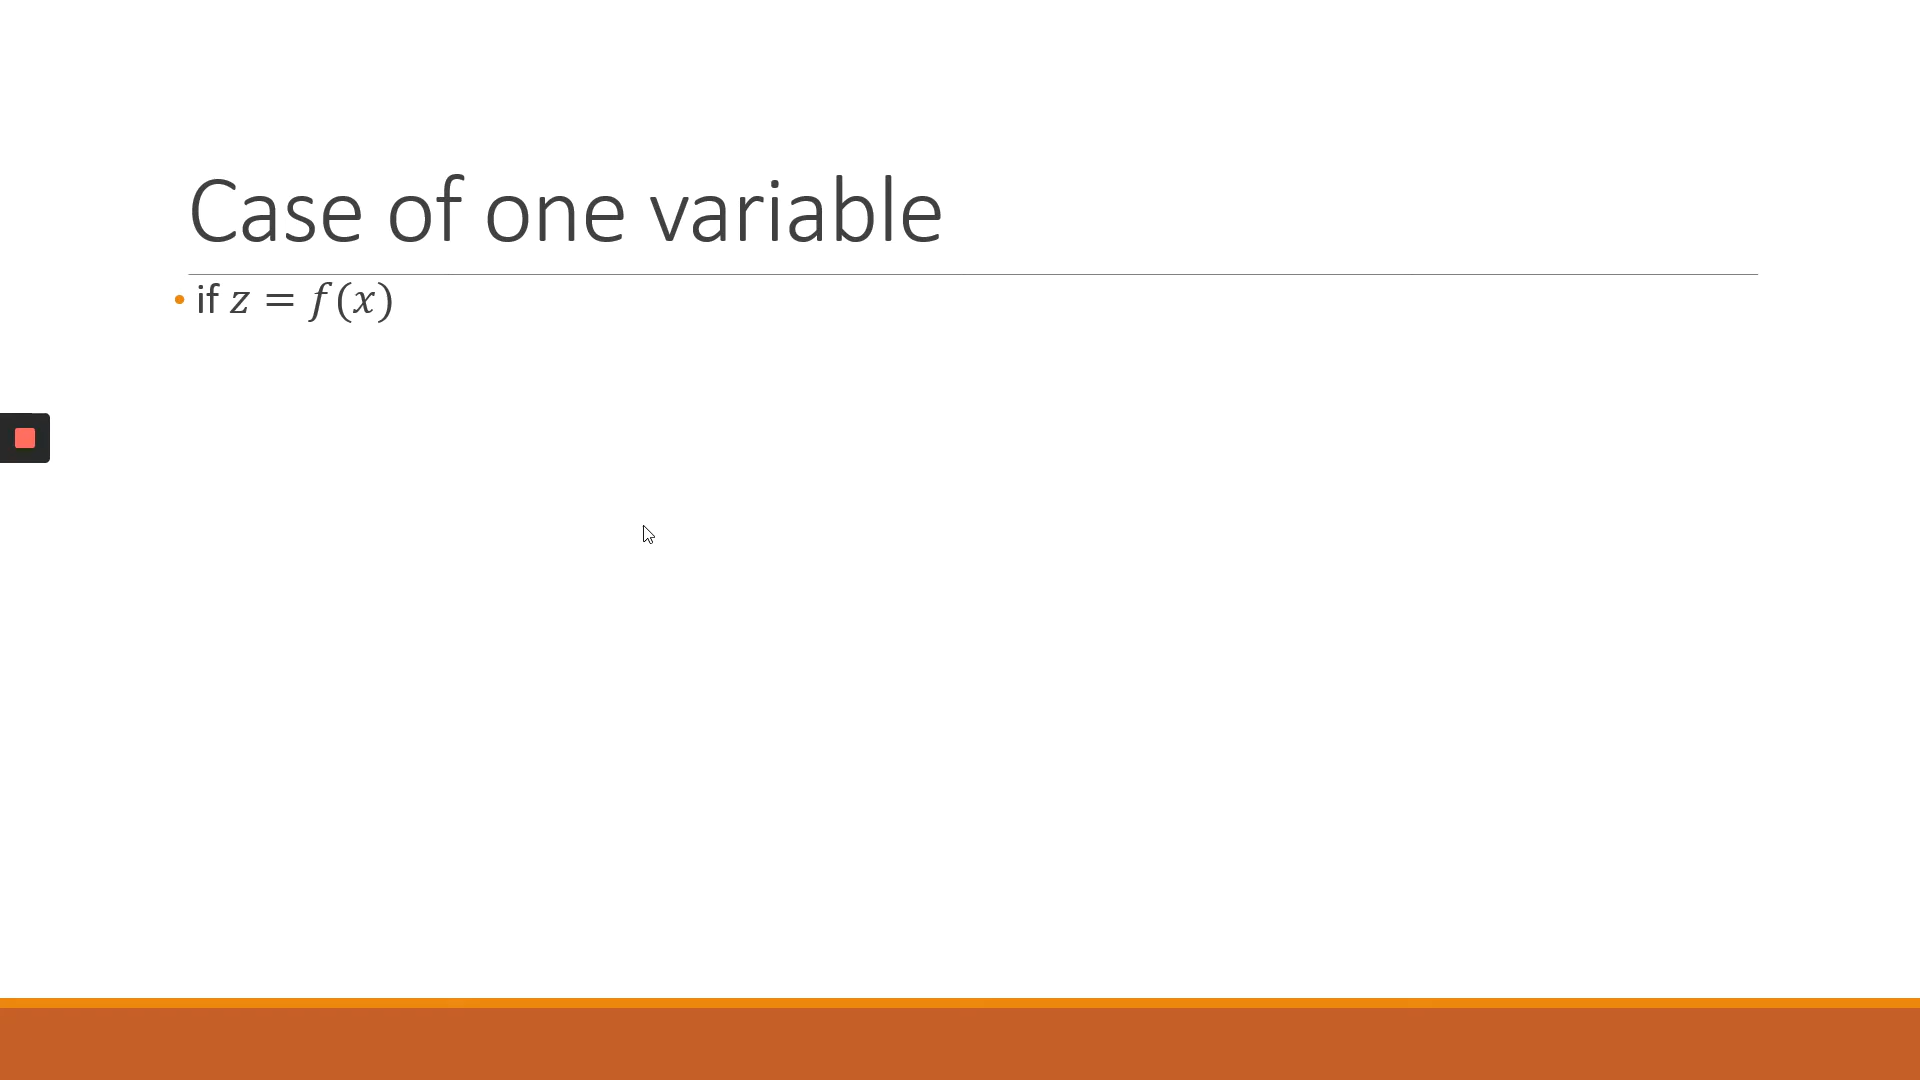 Case of one variable
• if z = f(x)